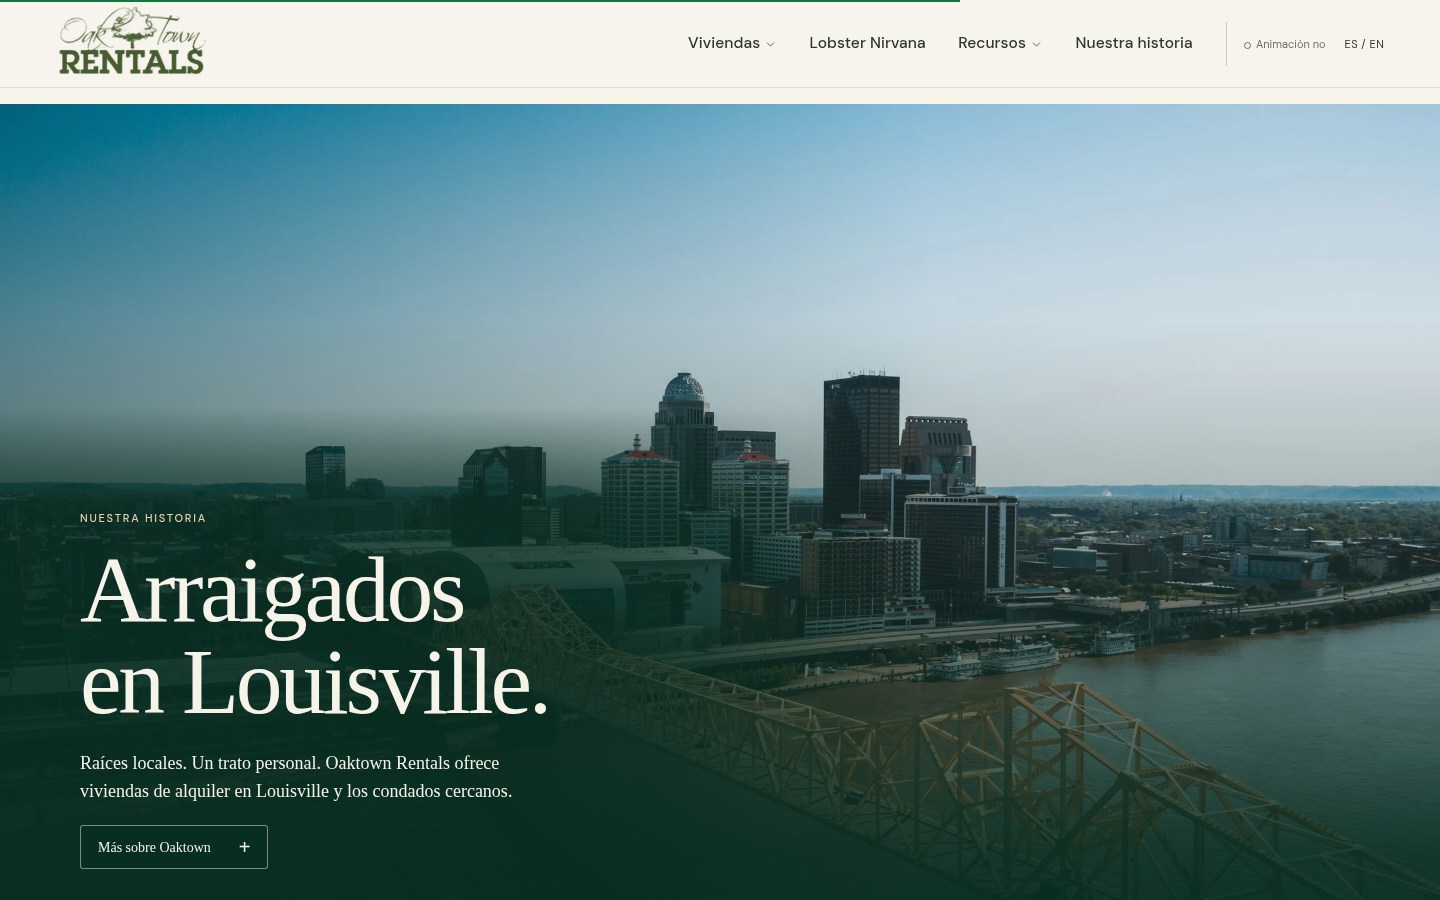 Oak Town
RENTALS
Viviendas
Lobster Nirvana
Recursos
Nuestra historia
Animación no
ES / EN
NUESTRA HISTORIA
Arraigados
en Louisville.
Raíces locales. Un trato personal. Oaktown Rentals ofrece
viviendas de alquiler en Louisville y los condados cercanos.
Más sobre Oaktown +